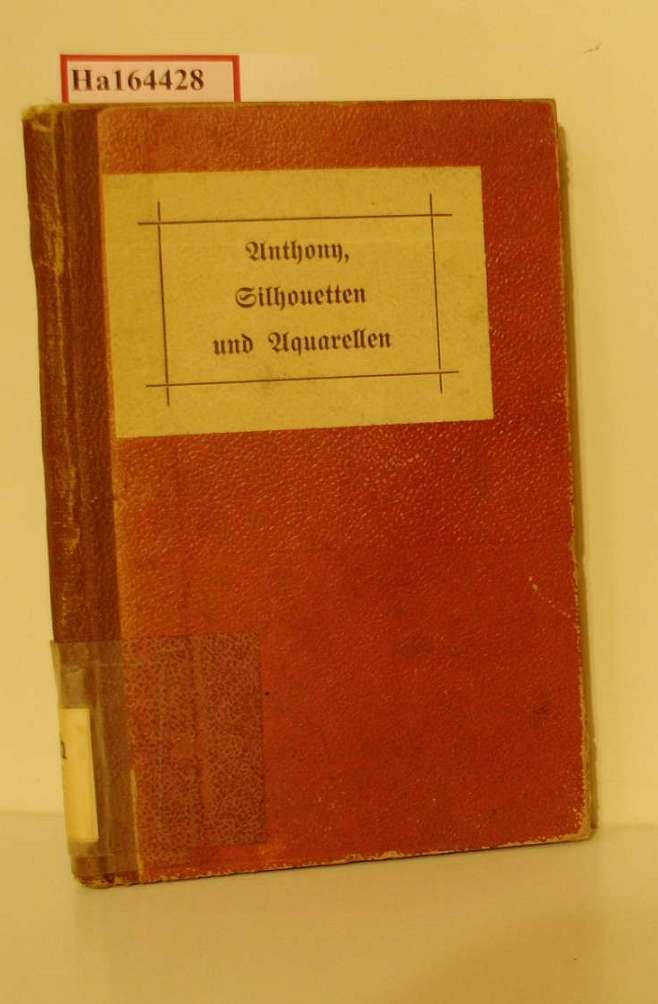 Ha164428
Anthony,
Silhouetten
und Aquarellen